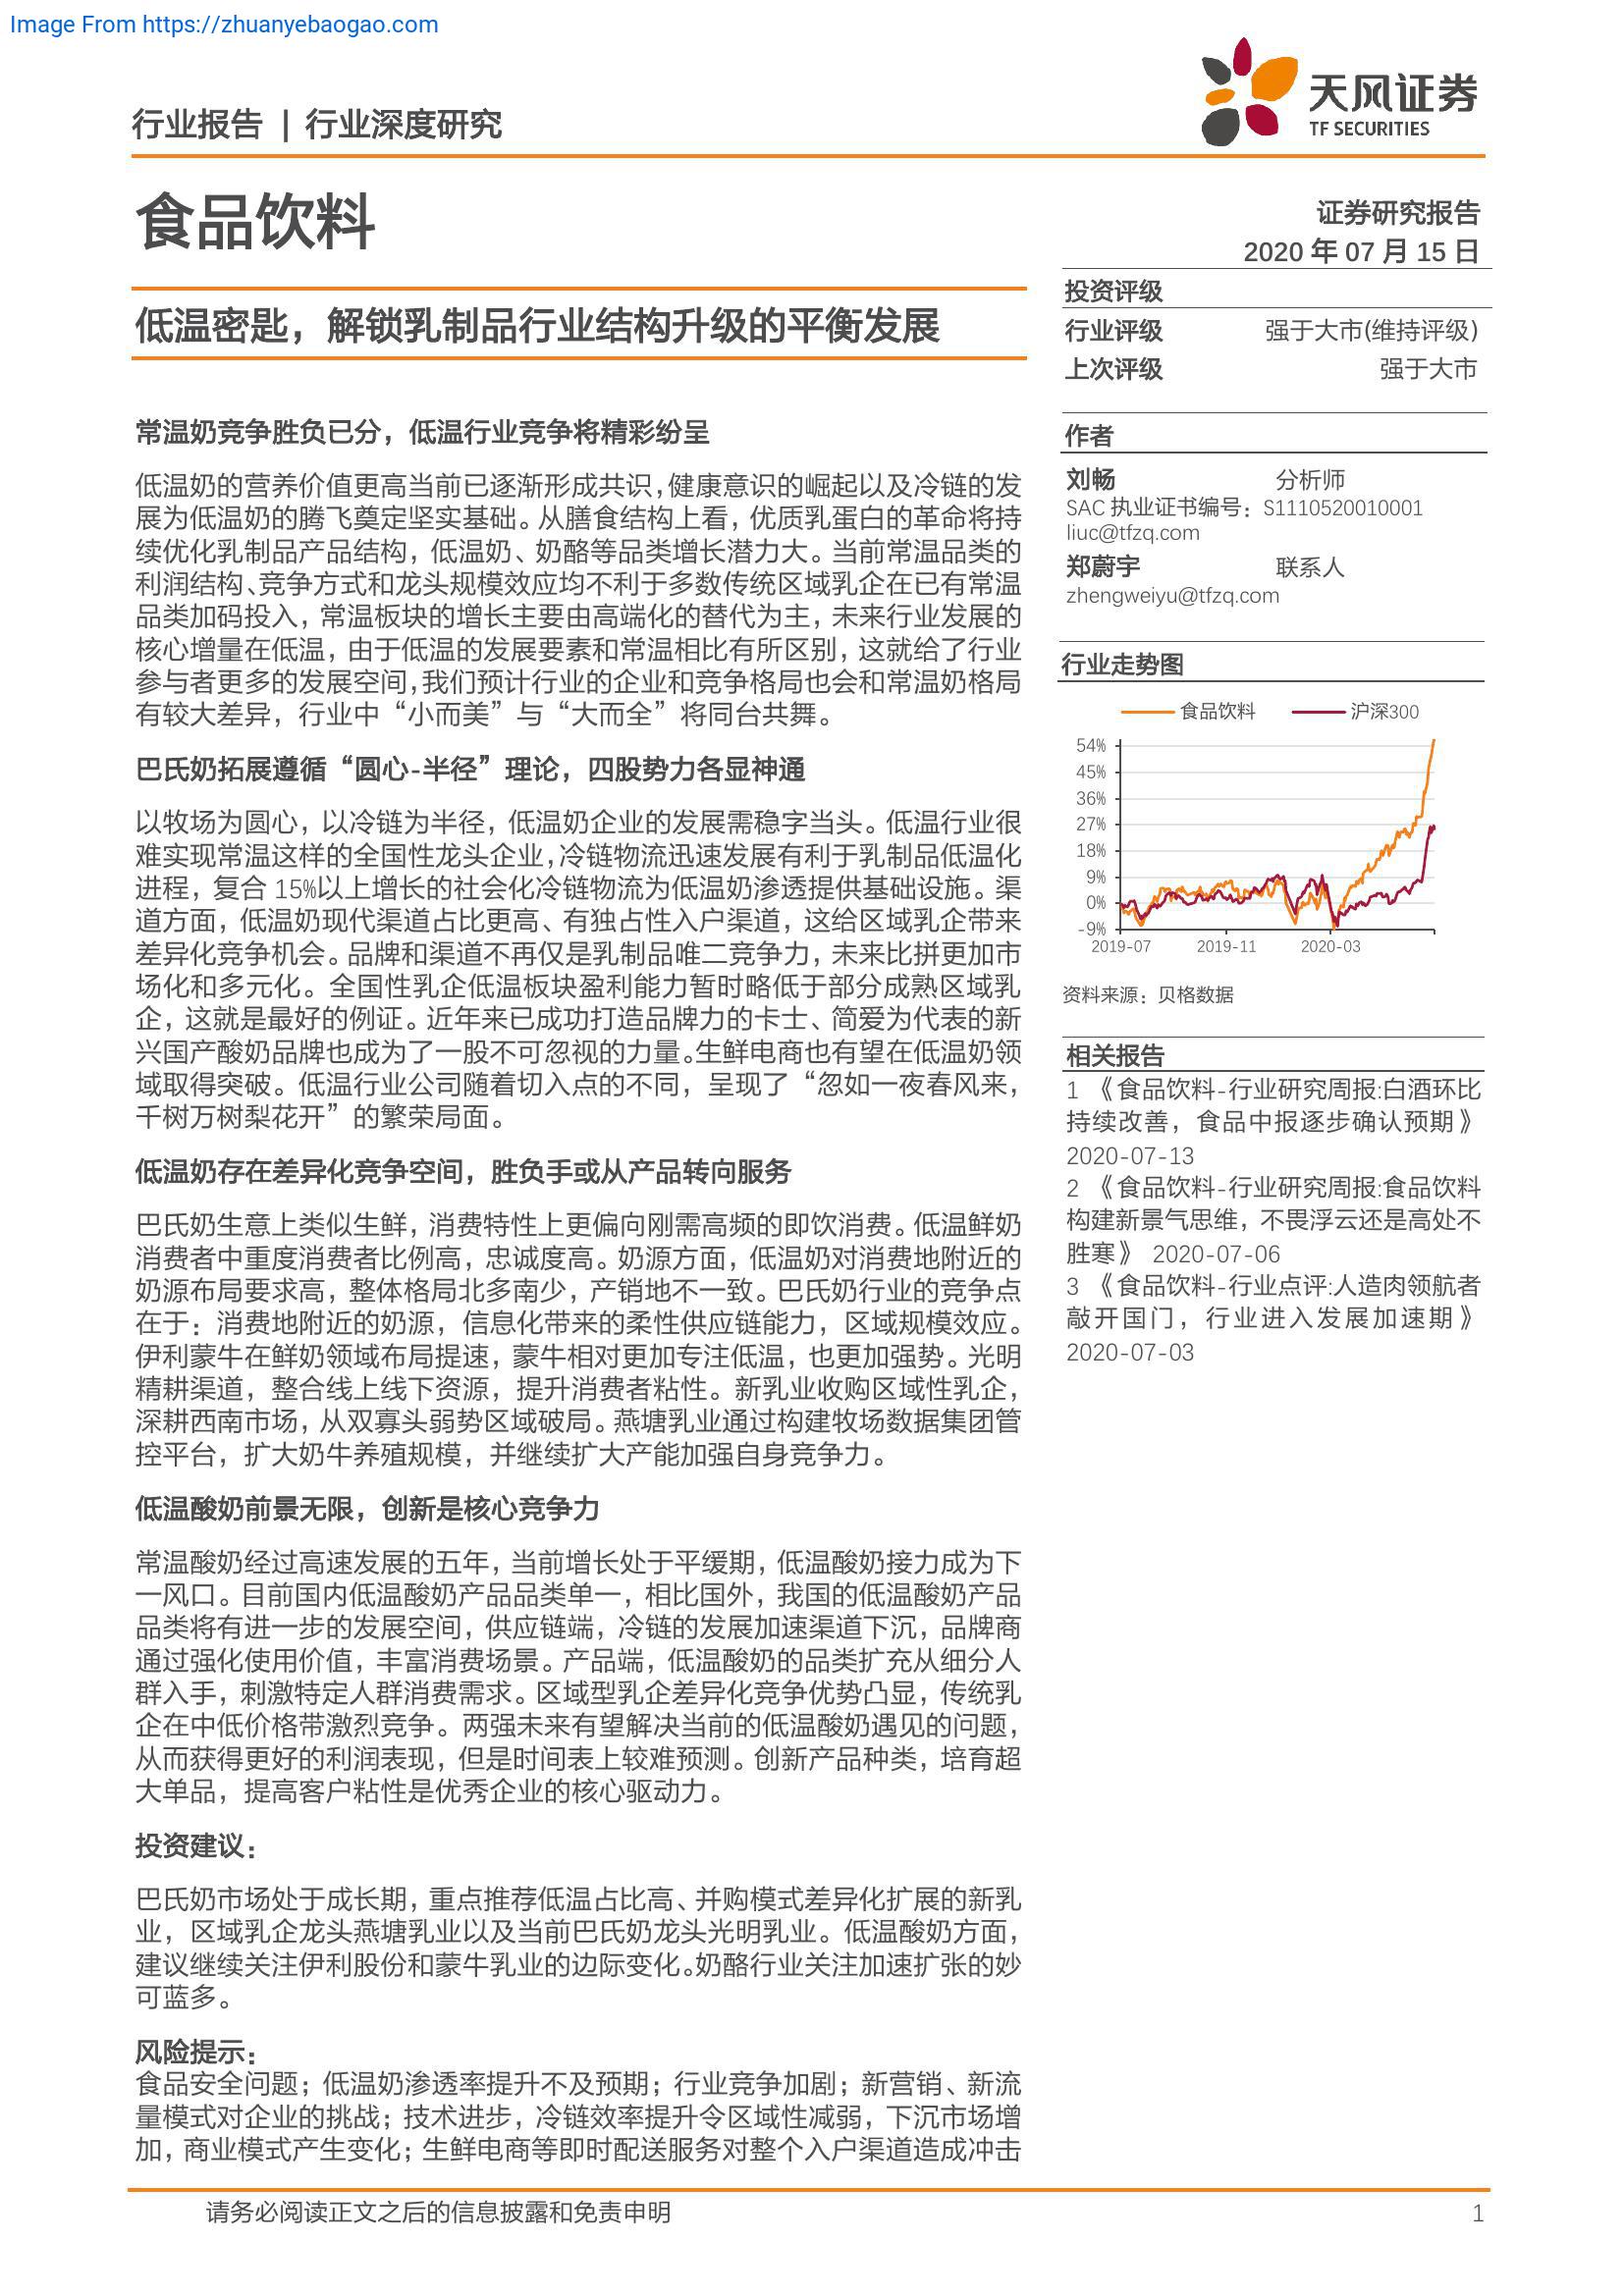 Image From https://zhuanyebaogao.com
行业报告 | 行业深度研究
天风证券
TF SECURITIES
食品饮料
证券研究报告
2020 年 07 月 15 日
低温密匙，解锁乳制品行业结构升级的平衡发展
投资评级
行业评级 强于大市(维持评级)
上次评级 强于大市
常温奶竞争胜负已分，低温行业竞争将精彩纷呈
低温奶的营养价值更高当前已逐渐形成共识，健康意识的崛起以及冷链的发
展为低温奶的腾飞奠定坚实基础。从膳食结构上看，优质乳蛋白的革命将持
续优化乳制品产品结构，低温奶、奶酪等品类增长潜力大。当前常温品类的
利润结构、竞争方式和龙头规模效应均不利于多数传统区域乳企在已有常温
品类加码投入，常温板块的增长主要由高端化的替代为主，未来行业发展的
核心增量在低温，由于低温的发展要素和常温相比有所区别，这就给了行业
参与者更多的发展空间，我们预计行业的企业和竞争格局也会和常温奶格局
有较大差异，行业中“小而美”与“大而全”将同台共舞。
巴氏奶拓展遵循“圆心-半径”理论，四股势力各显神通
以牧场为圆心，以冷链为半径，低温奶企业的发展需稳字当头。低温行业很
难实现常温这样的全国性龙头企业，冷链物流迅速发展有利于乳制品低温化
进程，复合 15%以上增长的社会化冷链物流为低温奶渗透提供基础设施。渠
道方面，低温奶现代渠道占比更高、有独占性入户渠道，这给区域乳企带来
差异化竞争机会。品牌和渠道不再仅是乳制品唯二竞争力，未来比拼更加市
场化和多元化。全国性乳企低温板块盈利能力暂时略低于部分成熟区域乳
企，这就是最好的例证。近年来已成功打造品牌力的卡士、简爱为代表的新
兴国产酸奶品牌也成为了一股不可忽视的力量。生鲜电商也有望在低温奶领
域取得突破。低温行业公司随着切入点的不同，呈现了“忽如一夜春风来，
千树万树梨花开”的繁荣局面。
低温奶存在差异化竞争空间，胜负手或从产品转向服务
巴氏奶生意上类似生鲜，消费特性上更偏向刚需高频的即饮消费。低温鲜奶
消费者中重度消费者比例高，忠诚度高。奶源方面，低温奶对消费地附近的
奶源布局要求高，整体格局北多南少，产销地不一致。巴氏奶行业的竞争点
在于：消费地附近的奶源，信息化带来的柔性供应链能力，区域规模效应。
伊利蒙牛在鲜奶领域布局提速，蒙牛相对更加专注低温，也更加强势。光明
精耕渠道，整合线上线下资源，提升消费者粘性。新乳业收购区域性乳企，
深耕西南市场，从双寡头弱势区域破局。燕塘乳业通过构建牧场数据集团管
控平台，扩大奶牛养殖规模，并继续扩大产能加强自身竞争力。
低温酸奶前景无限，创新是核心竞争力
常温酸奶经过高速发展的五年，当前增长处于平缓期，低温酸奶接力成为下
一风口。目前国内低温酸奶产品品类单一，相比国外，我国的低温酸奶产品
品类将有进一步的发展空间，供应链端，冷链的发展加速渠道下沉，品牌商
通过强化使用价值，丰富消费场景。产品端，低温酸奶的品类扩充从细分人
群入手，刺激特定人群消费需求。区域型乳企差异化竞争优势凸显，传统乳
企在中低价格带激烈竞争。两强未来有望解决当前的低温酸奶遇见的问题，
从而获得更好的利润表现，但是时间表上较难预测。创新产品种类，培育超
大单品，提高客户粘性是优秀企业的核心驱动力。
投资建议：
巴氏奶市场处于成长期，重点推荐低温占比高、并购模式差异化扩展的新乳
业，区域乳企龙头燕塘乳业以及当前巴氏奶龙头光明乳业。低温酸奶方面，
建议继续关注伊利股份和蒙牛乳业的边际变化。奶酪行业关注加速扩张的妙
可蓝多。
风险提示：
食品安全问题；低温奶渗透率提升不及预期；行业竞争加剧；新营销、新流
量模式对企业的挑战；技术进步，冷链效率提升令区域性减弱，下沉市场增
加，商业模式产生变化；生鲜电商等即时配送服务对整个入户渠道造成冲击
作者
刘畅 分析师
SAC 执业证书编号：S1110520010001
liuc@tfzq.com
郑蔚宇 联系人
zhengweiyu@tfzq.com
行业走势图
食品饮料 沪深300
54%
45%
36%
27%
18%
9%
0%
-9%
2019-07 2019-11 2020-03
资料来源：贝格数据
相关报告
1 《食品饮料-行业研究周报:白酒环比
持续改善，食品中报逐步确认预期》
2020-07-13
2 《食品饮料-行业研究周报:食品饮料
构建新景气思维，不畏浮云还是高处不
胜寒》 2020-07-06
3 《食品饮料-行业点评:人造肉领航者
敲开国门，行业进入发展加速期》
2020-07-03
请务必阅读正文之后的信息披露和免责申明 1